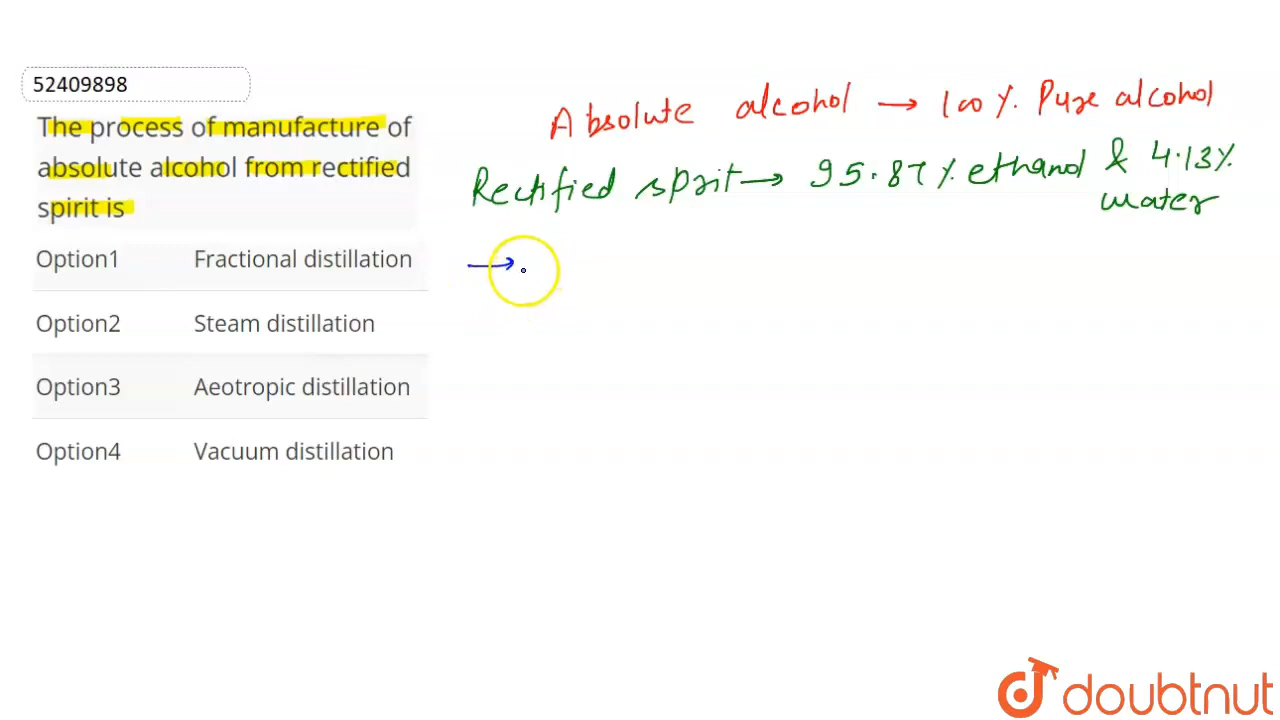 52409898
The process of manufacture of
absolute alcohol from rectified
spirit is
Option1 Fractional distillation
Option2 Steam distillation
Option3 Aeotropic distillation
Option4 Vacuum distillation
Absolute alcohol → 100 %. Pure alcohol
Rectified sprit → 95.87 %. ethanol & 4.13%.
water
→
doubtnut